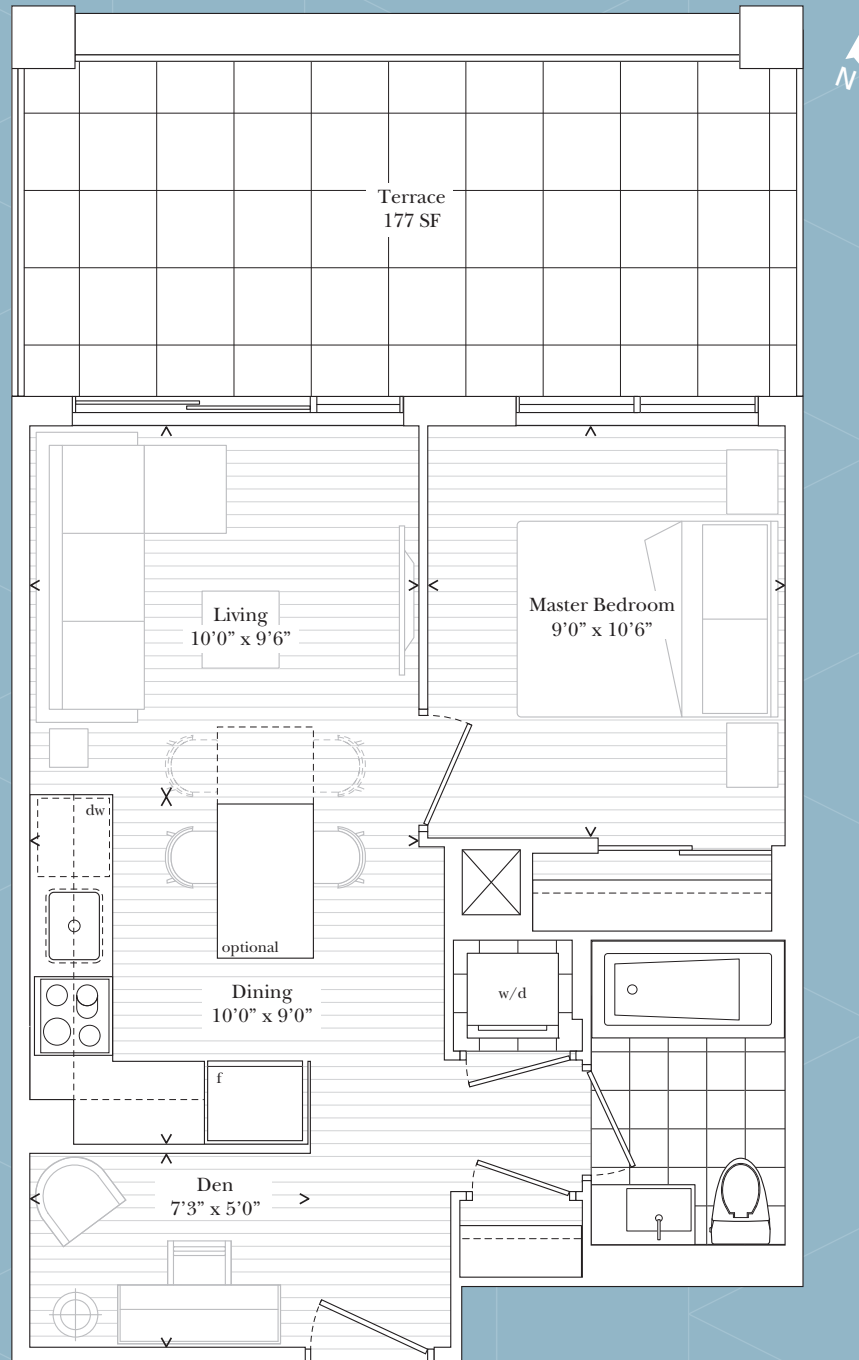 N
Terrace
177 SF
Living
10’0” x 9’6”
Master Bedroom
9’0” x 10’6”
dw
optional
w/d
Dining
10’0” x 9’0”
f
Den
7’3” x 5’0”